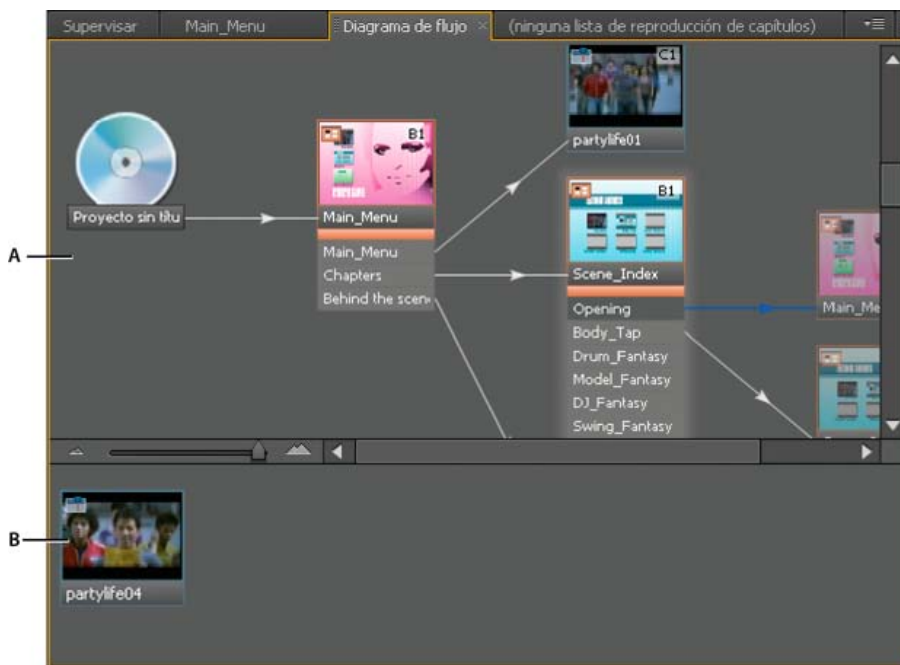 Supervisar Main_Menu Diagrama de flujo × (ninguna lista de reproducción de capítulos)
C1
partylife01
B1
B1
Proyecto sin títu
Main_Menu
Main_Menu
Chapters
Behind the scen
Scene_Index
Opening
Body_Tap
Drum_Fantasy
Model_Fantasy
DJ_Fantasy
Swing_Fantasy
Main_Me
A
B
partylife04